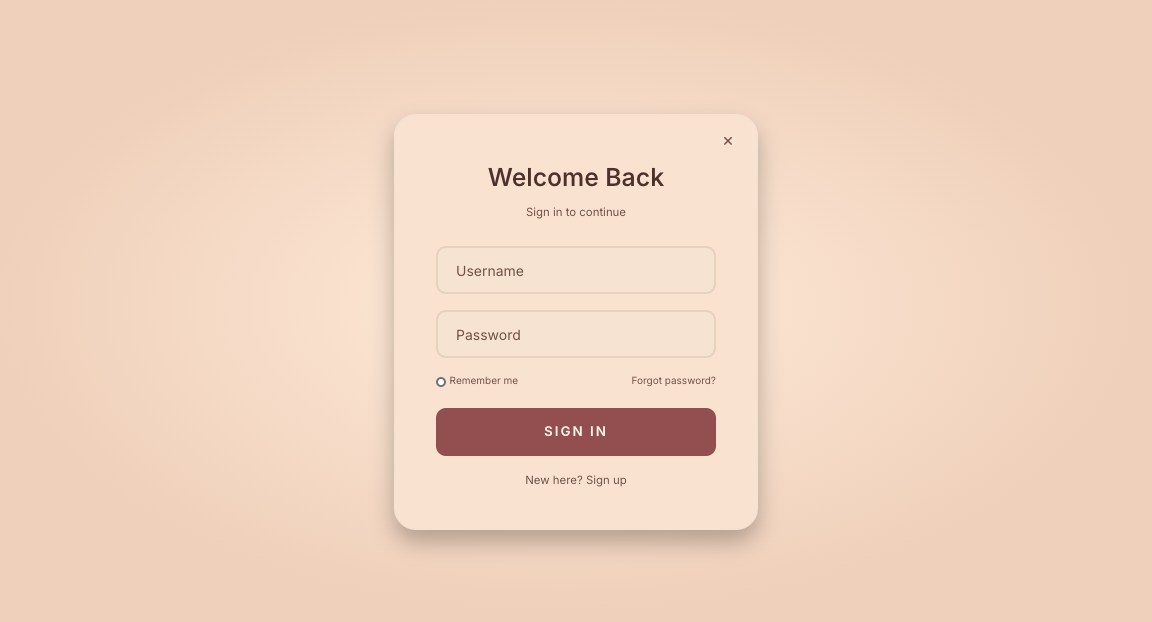 ✕
Welcome Back
Sign in to continue
Username
Password
Remember me
Forgot password?
SIGN IN
New here? Sign up